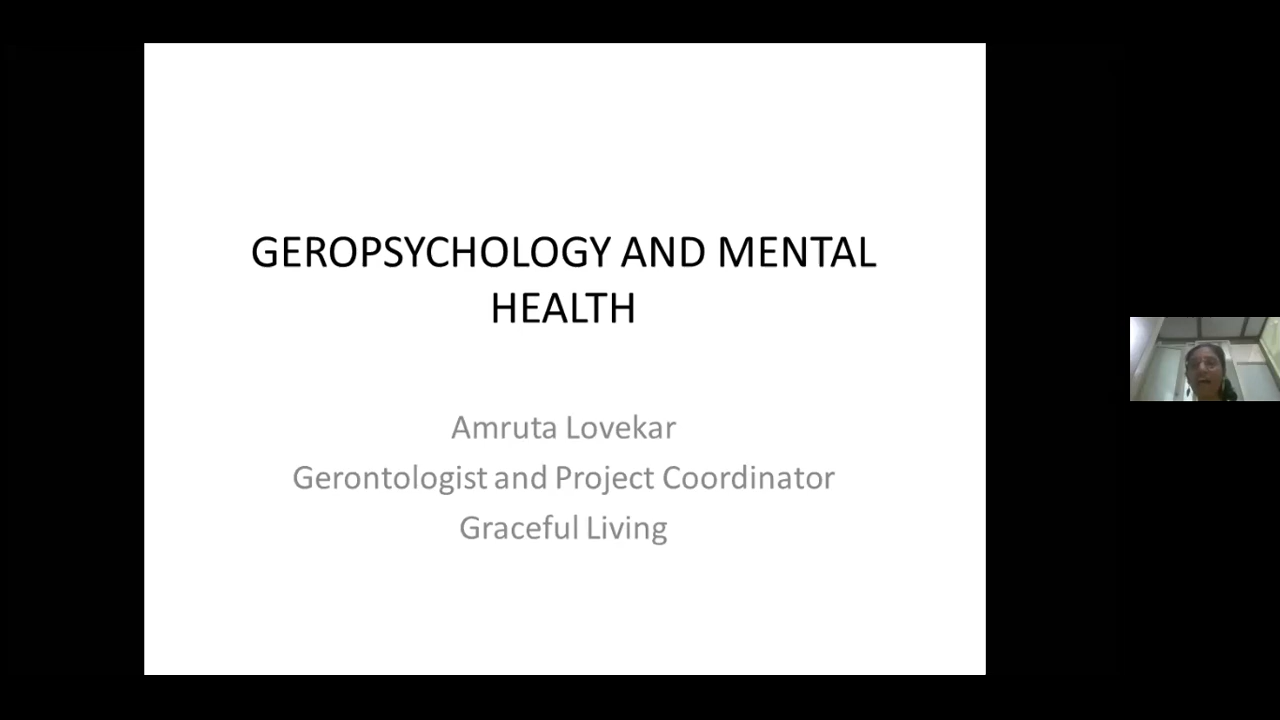 GEROPSYCHOLOGY AND MENTAL
HEALTH
Amruta Lovekar
Gerontologist and Project Coordinator
Graceful Living